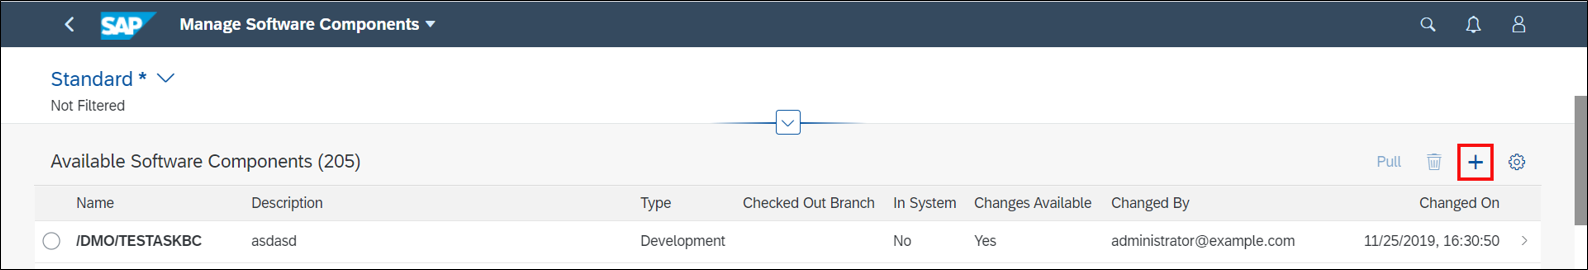 SAP Manage Software Components
Standard *
Not Filtered
Available Software Components (205) Pull
Name Description Type Checked Out Branch In System Changes Available Changed By Changed On
/DMO/TESTASKBC asdasd Development No Yes administrator@example.com 11/25/2019, 16:30:50